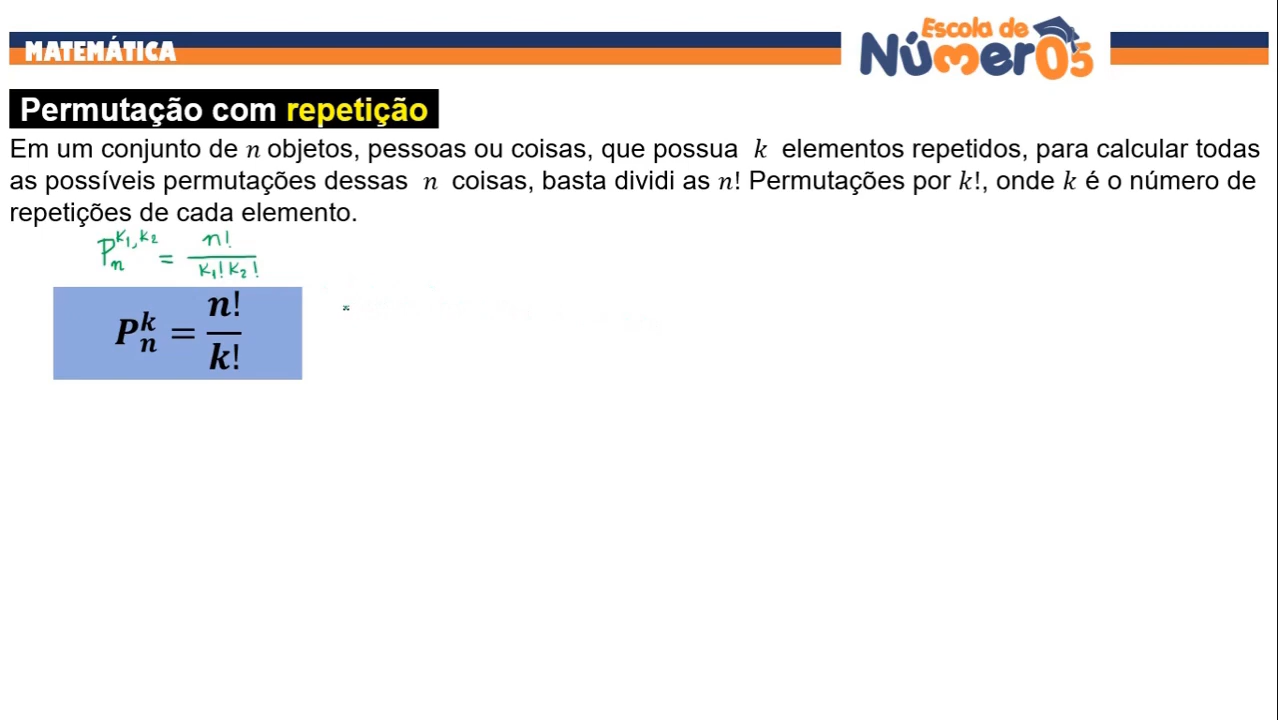 MATEMÁTICA
Escola de
Números
Permutação com repetição
Em um conjunto de n objetos, pessoas ou coisas, que possua k elementos repetidos, para calcular todas
as possíveis permutações dessas n coisas, basta dividi as n! Permutações por k!, onde k é o número de
repetições de cada elemento.
P_n^{K₁,K₂} = n!/(K₁!K₂!)
P_n^k = n!/k!